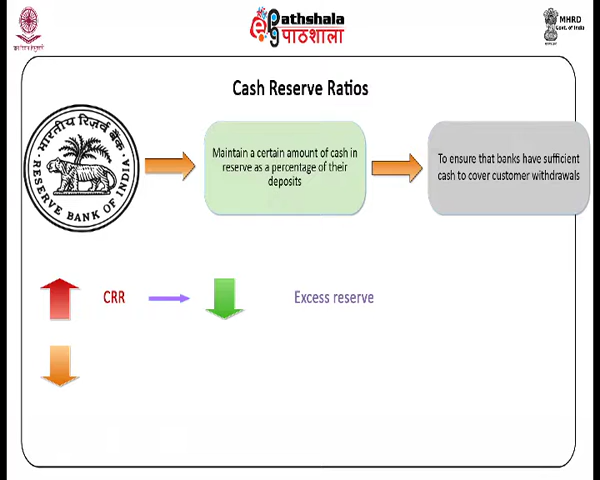 ePathshala
पाठशाला
MHRD
Govt. of India
Cash Reserve Ratios
भारतीय रिज़र्व बैंक
RESERVE BANK OF INDIA
Maintain a certain amount of cash in
reserve as a percentage of their
deposits
To ensure that banks have sufficient
cash to cover customer withdrawals
CRR
Excess reserve